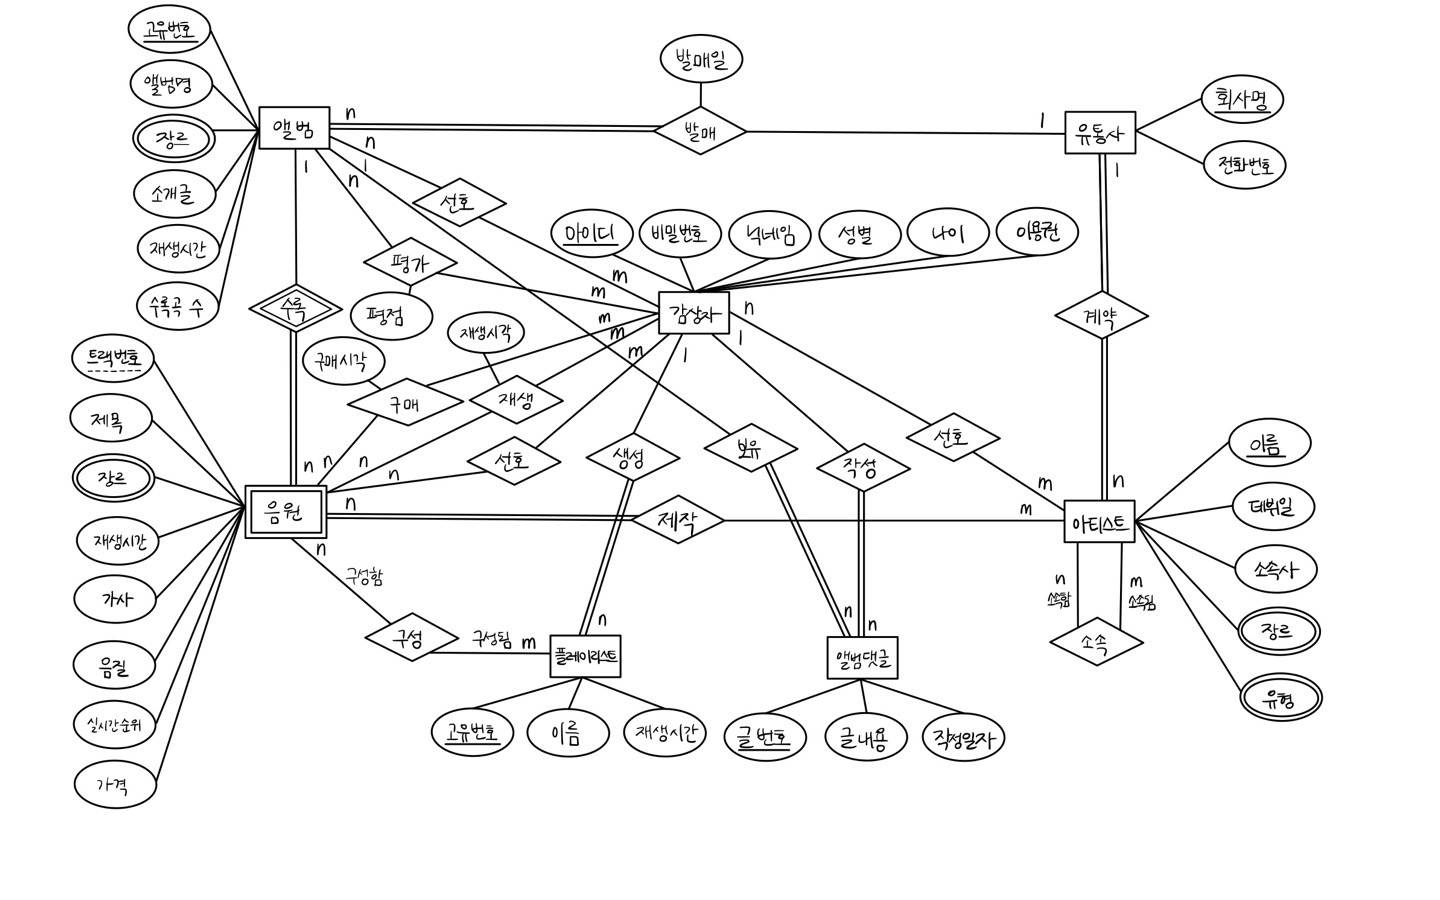 고유번호
앨범명
장르
소개글
재생시간
수록곡 수
앨범
n
n
1
n
1
발매일
발매
1
유통사
1
회사명
전화번호
선호
평가
평점
수록
아이디
비밀번호
닉네임
성별
나이
이용권
감상자
m
m
m
m
m
1
1
n
계약
구매시각
재생시각
구매
재생
선호
생성
보유
작성
선호
트랙번호
제목
장르
재생시간
가사
음질
실시간순위
가격
음원
n
n
n
n
n
n
제작
m
m
n
아티스트
이름
데뷔일
소속사
장르
유형
n
소속함
m
소속됨
소속
구성함
구성
구성됨
m
n
플레이리스트
고유번호
이름
재생시간
n
n
앨범댓글
글번호
글내용
작성일자